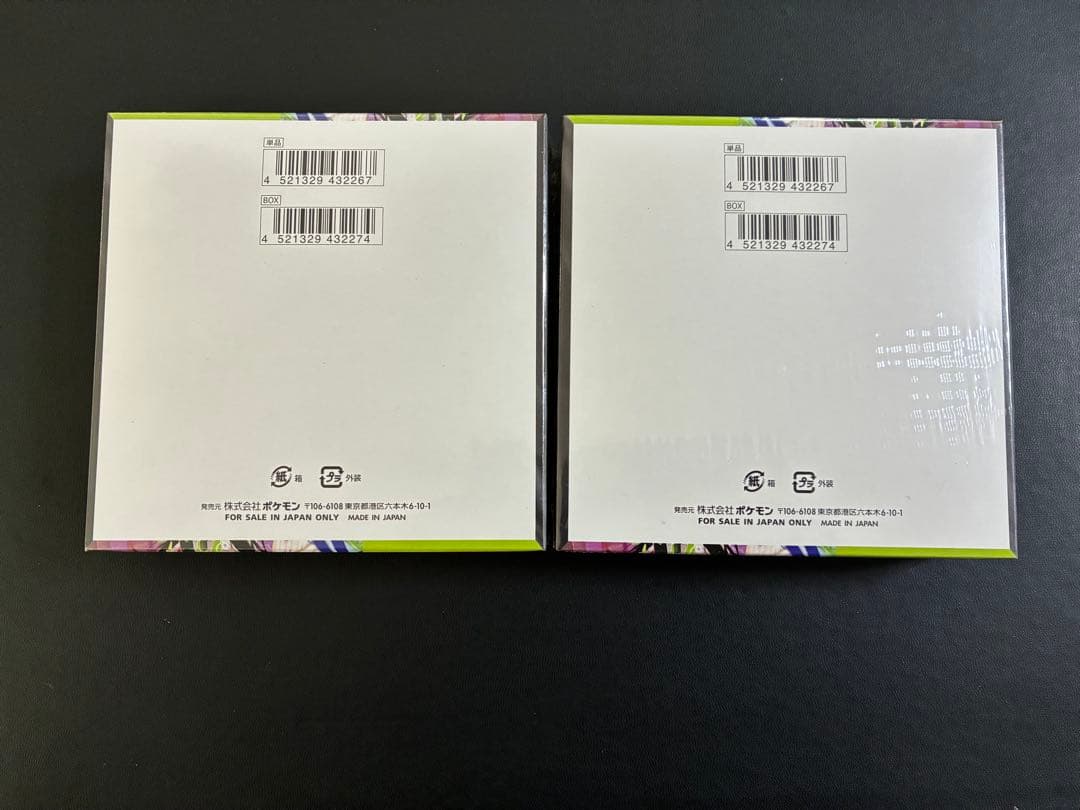 単品
4 521329 432267
BOX
4 521329 432274
紙 箱 プラ 外装
発売元 株式会社ポケモン 〒106-6108 東京都港区六本木6-10-1
FOR SALE IN JAPAN ONLY MADE IN JAPAN
単品
4 521329 432267
BOX
4 521329 432274
紙 箱 プラ 外装
発売元 株式会社ポケモン 〒106-6108 東京都港区六本木6-10-1
FOR SALE IN JAPAN ONLY MADE IN JAPAN